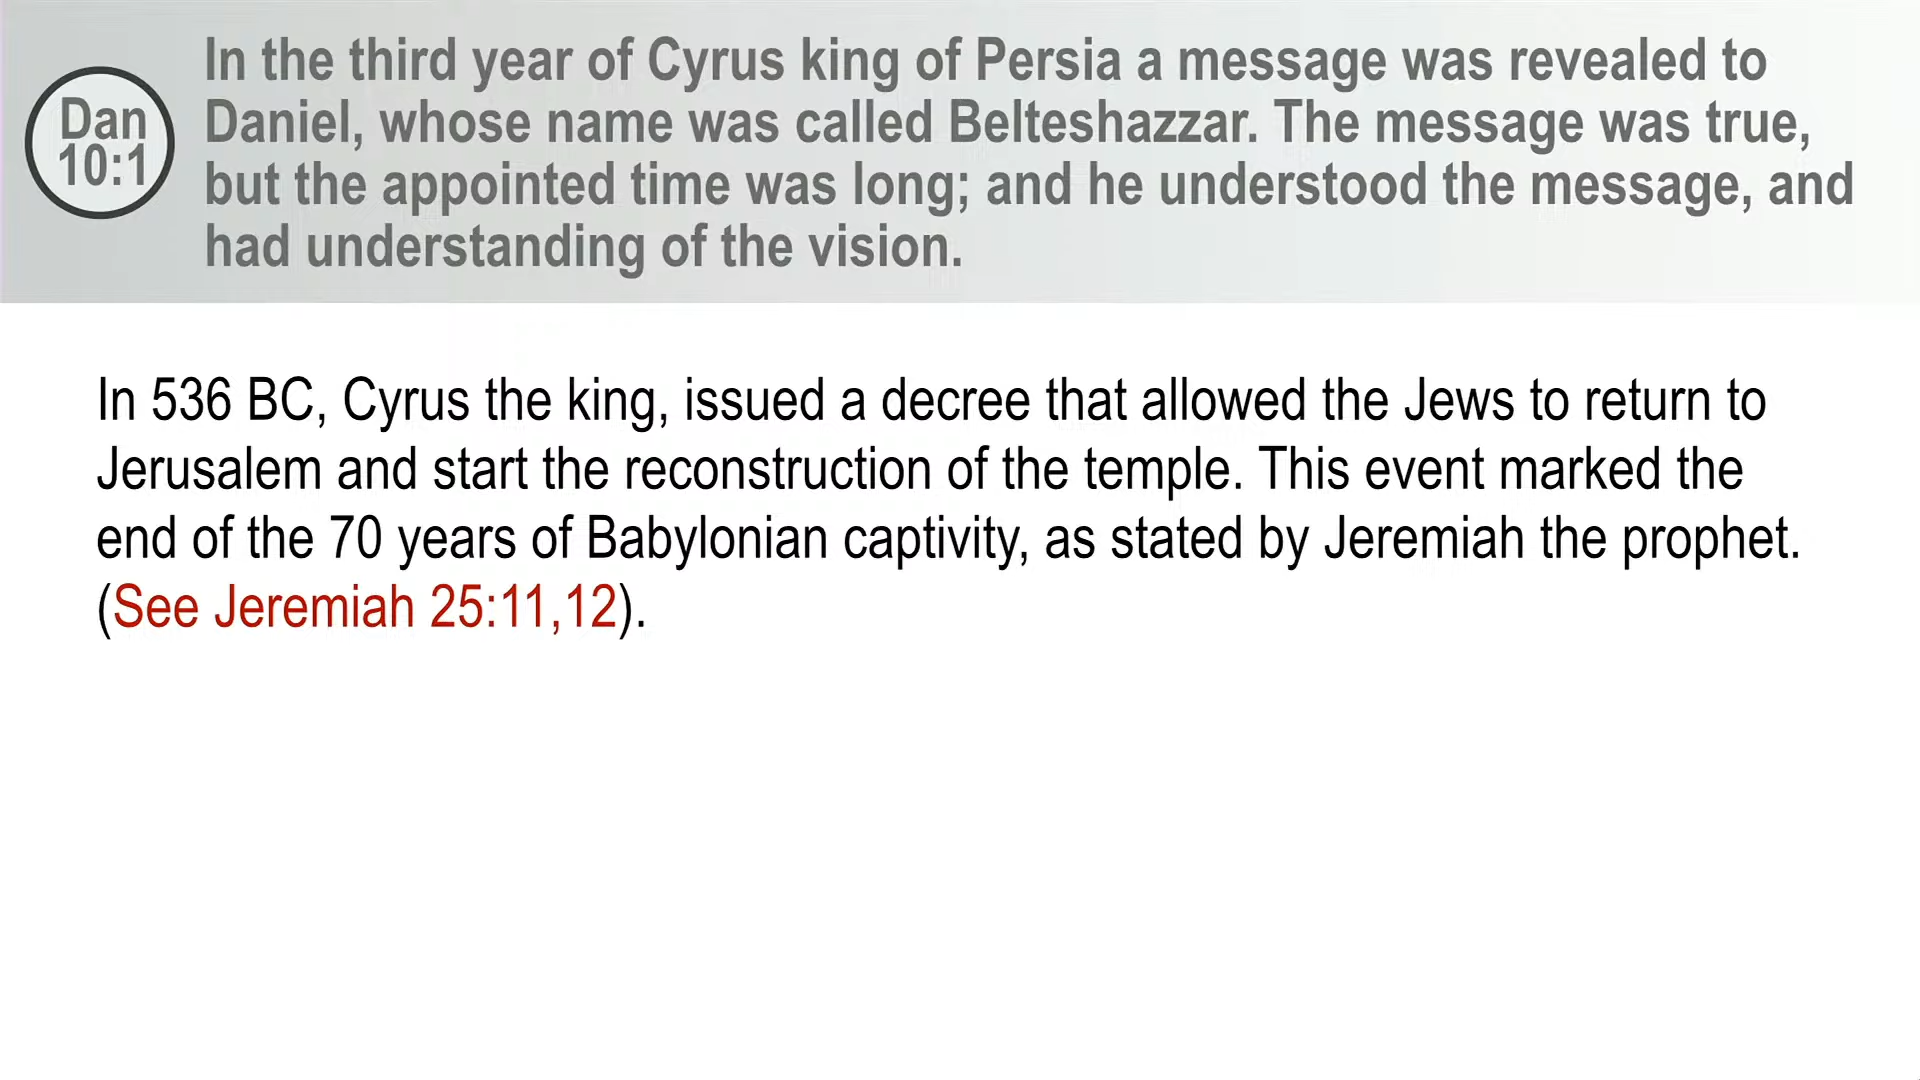 Dan
10:1
In the third year of Cyrus king of Persia a message was revealed to
Daniel, whose name was called Belteshazzar. The message was true,
but the appointed time was long; and he understood the message, and
had understanding of the vision.
In 536 BC, Cyrus the king, issued a decree that allowed the Jews to return to
Jerusalem and start the reconstruction of the temple. This event marked the
end of the 70 years of Babylonian captivity, as stated by Jeremiah the prophet.
(See Jeremiah 25:11,12).